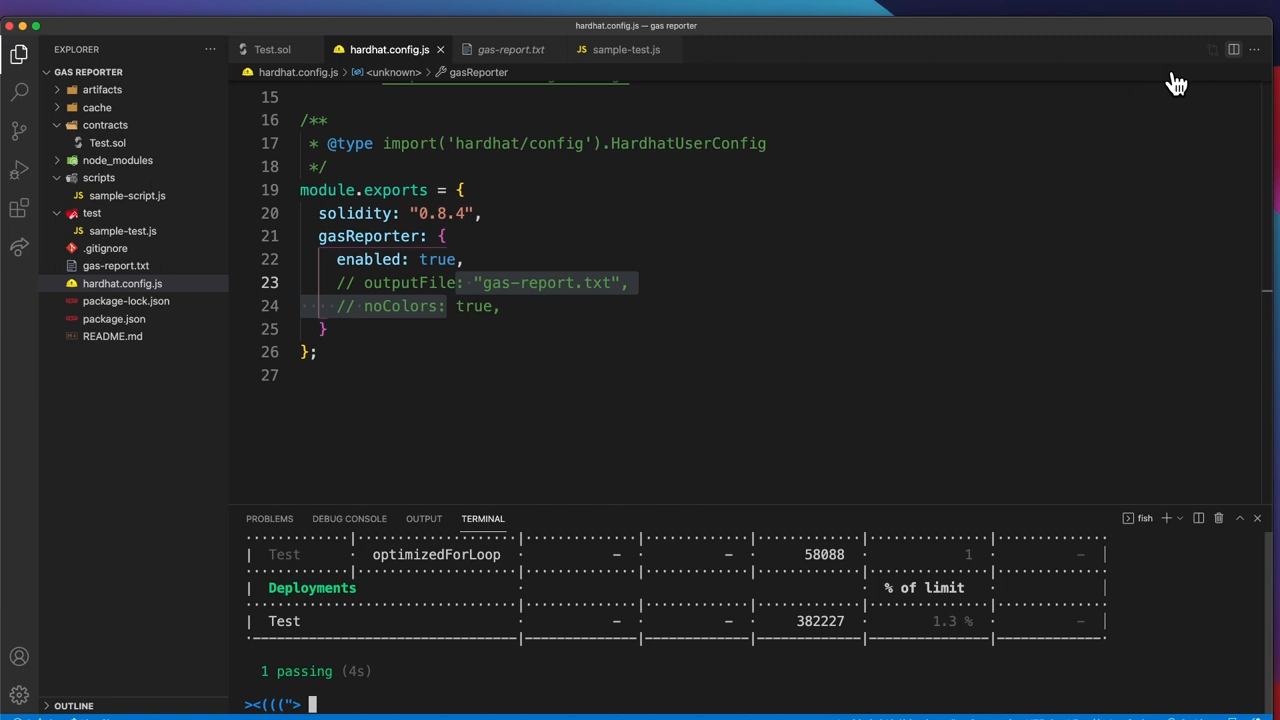 hardhat.config.js — gas reporter
EXPLORER
Test.sol
hardhat.config.js
gas-report.txt
sample-test.js
GAS REPORTER
hardhat.config.js > <unknown> > gasReporter
artifacts
cache
contracts
Test.sol
node_modules
scripts
sample-script.js
test
sample-test.js
.gitignore
gas-report.txt
hardhat.config.js
package-lock.json
package.json
README.md
15
16 /**
17 * @type import('hardhat/config').HardhatUserConfig
18 */
19 module.exports = {
20 solidity: "0.8.4",
21 gasReporter: {
22 enabled: true,
23 // outputFile: "gas-report.txt",
24 // noColors: true,
25 }
26 };
27
PROBLEMS DEBUG CONSOLE OUTPUT TERMINAL
fish
| Test · optimizedForLoop · - · - · 58088 · 1 · - |
| Deployments · · % of limit · |
| Test · - · - · 382227 · 1.3 % · - |
1 passing (4s)
><(((">
OUTLINE